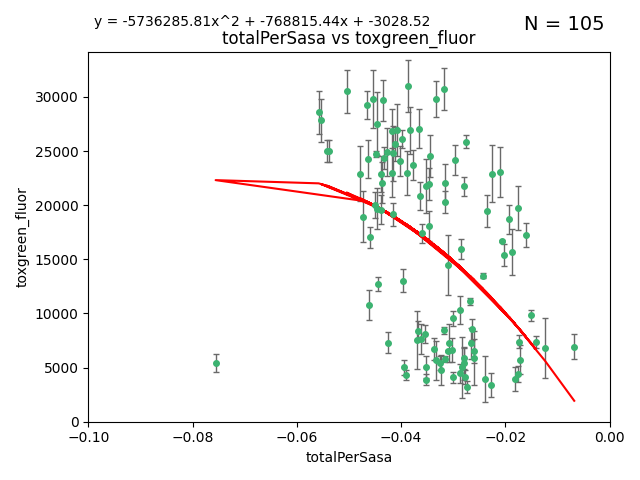 y = -5736285.81x^2 + -768815.44x + -3028.52
N = 105
totalPerSasa vs toxgreen_fluor
30000
25000
20000
15000
10000
5000
0
toxgreen_fluor
−0.10 −0.08 −0.06 −0.04 −0.02 0.00
totalPerSasa